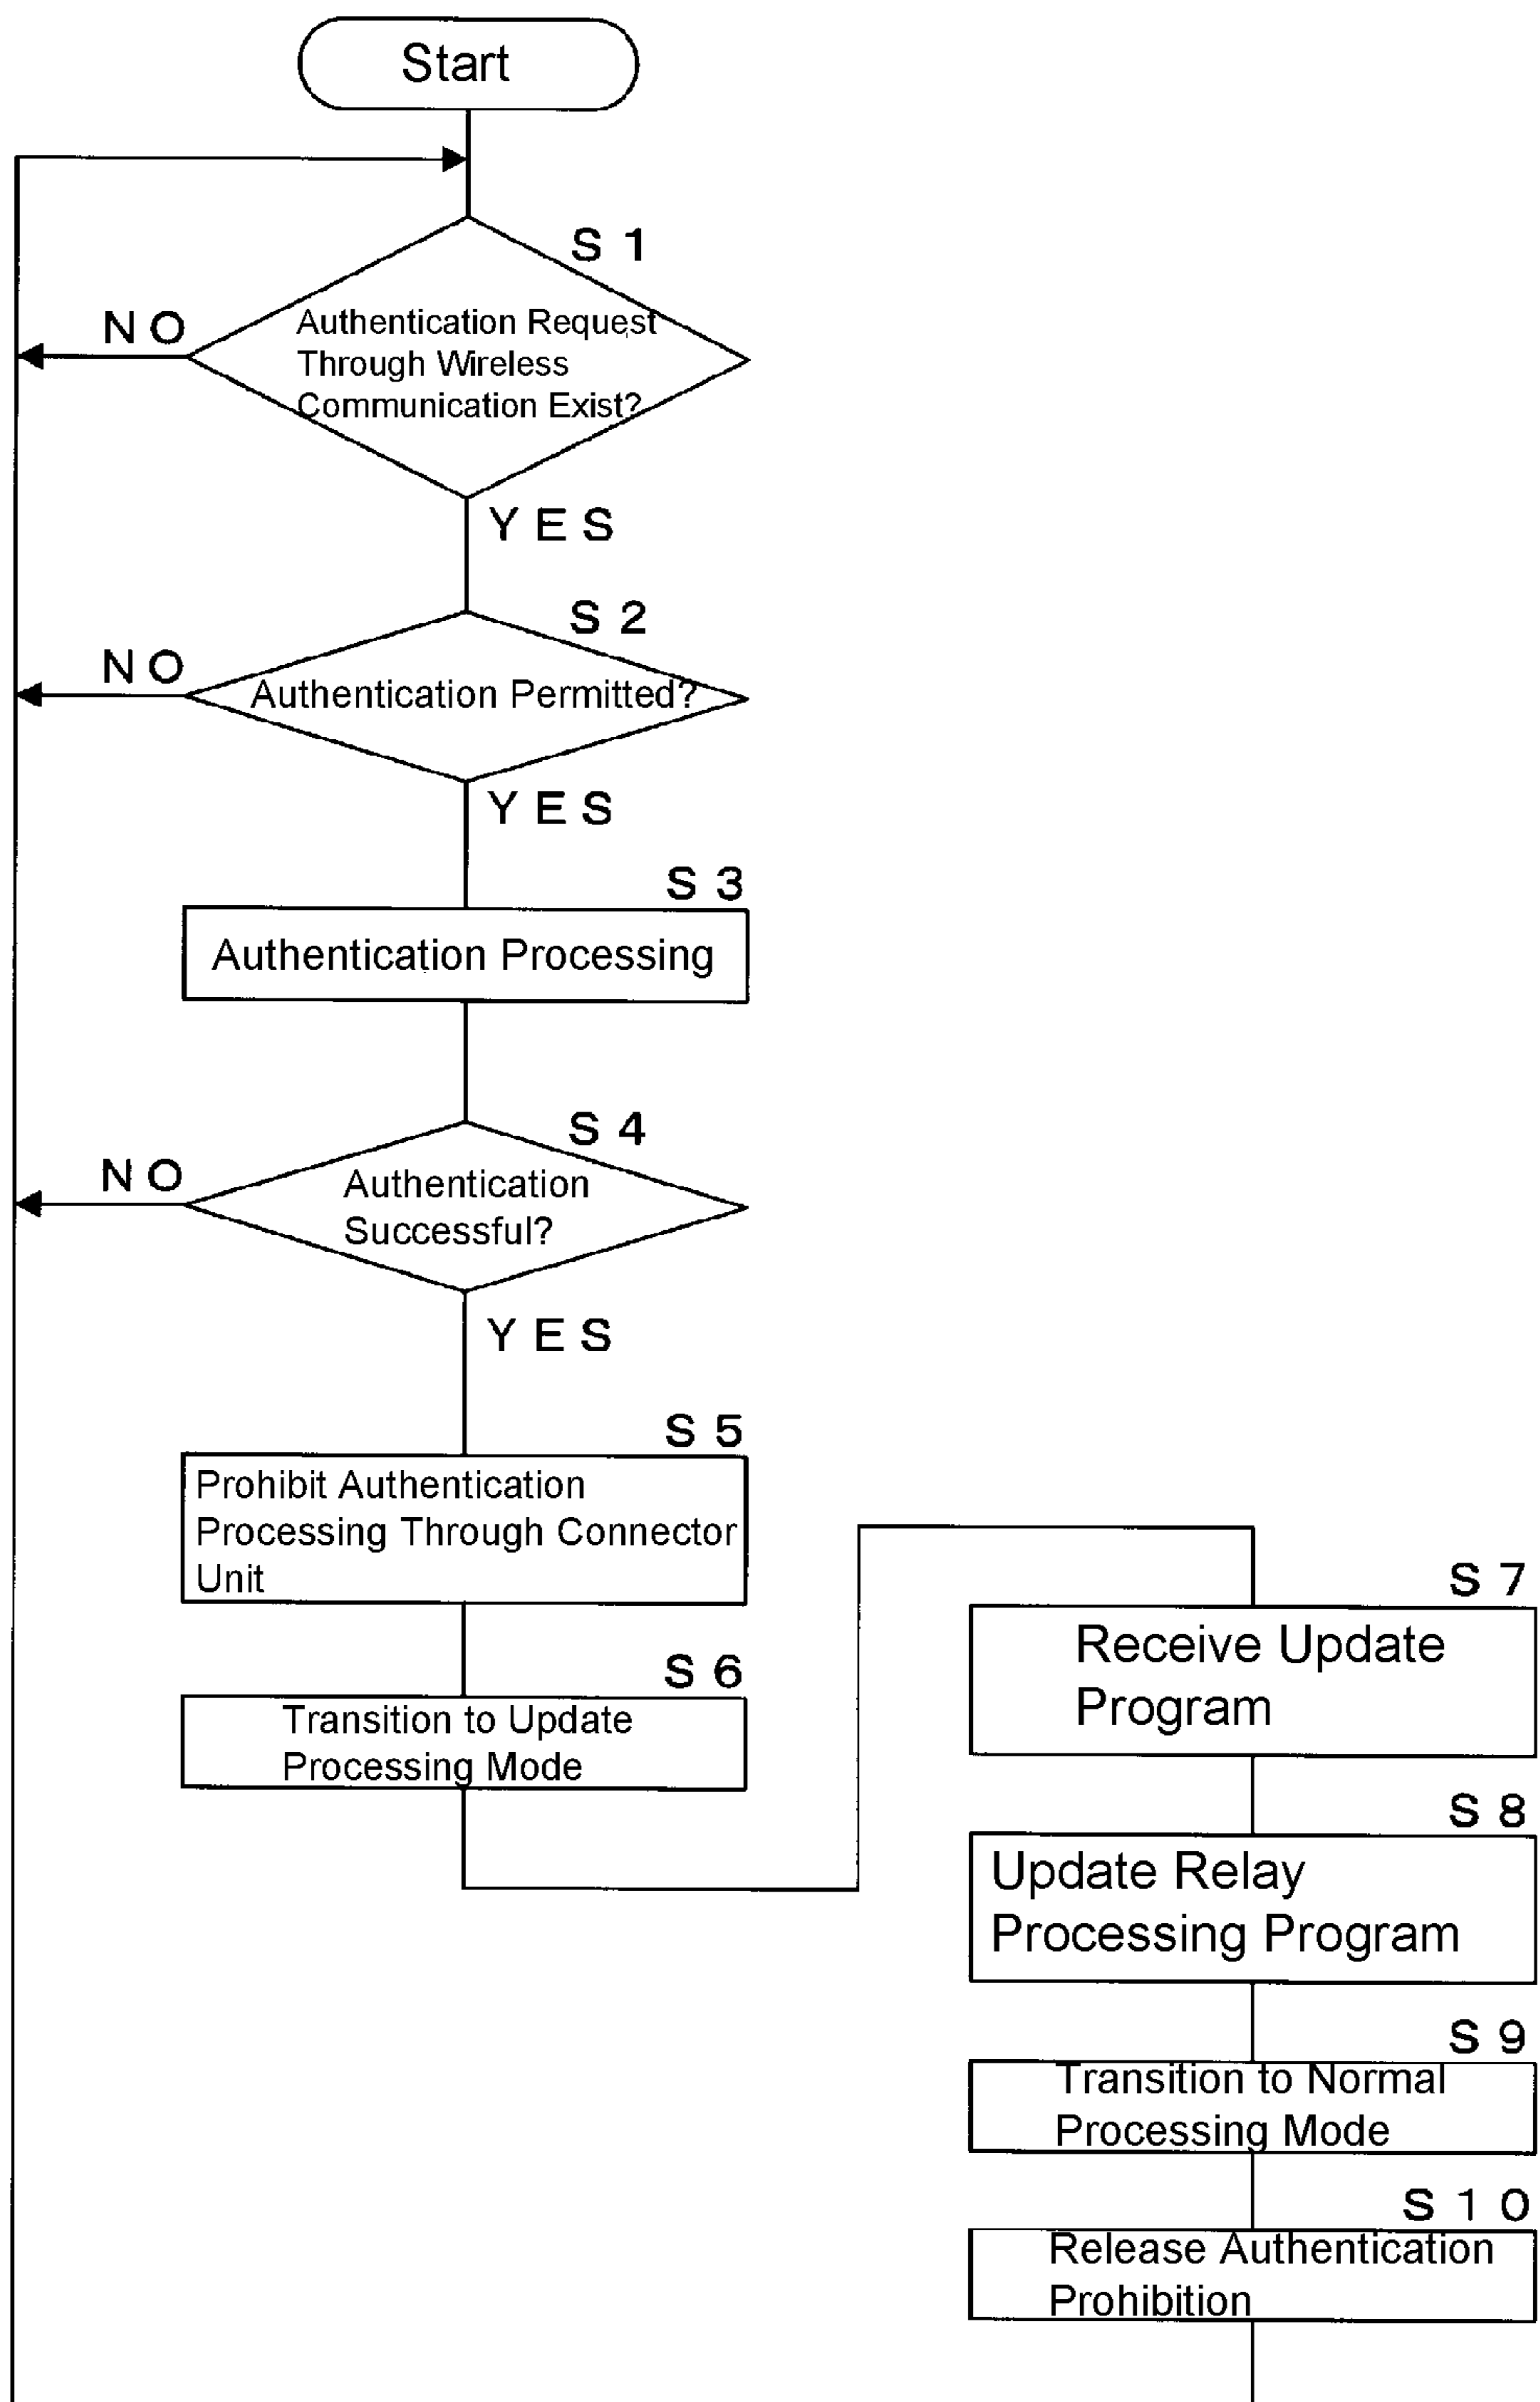 Start
S 1
Authentication Request
Through Wireless
Communication Exist?
NO
YES
S 2
Authentication Permitted?
NO
YES
S 3
Authentication Processing
S 4
Authentication
Successful?
NO
YES
S 5
Prohibit Authentication
Processing Through Connector
Unit
S 6
Transition to Update
Processing Mode
S 7
Receive Update
Program
S 8
Update Relay
Processing Program
S 9
Transition to Normal
Processing Mode
S 10
Release Authentication
Prohibition